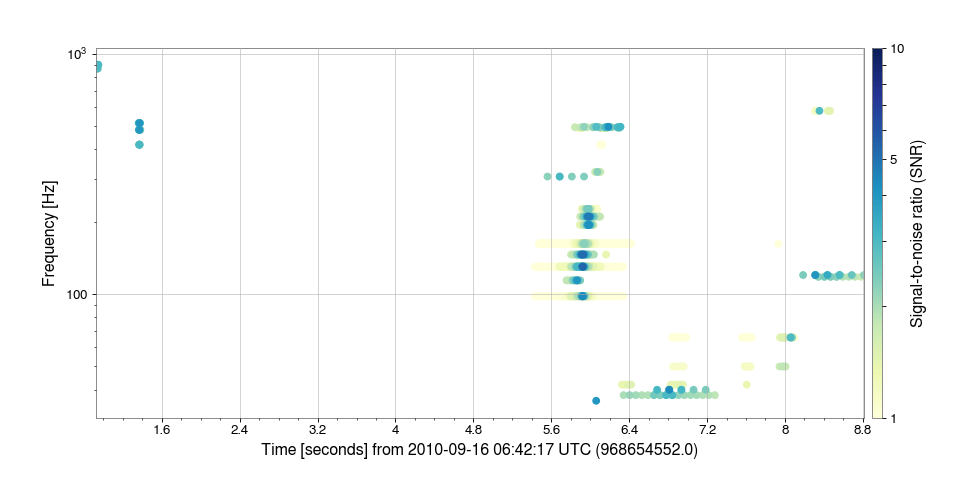 10³
100
Frequency [Hz]
1.6 2.4 3.2 4 4.8 5.6 6.4 7.2 8 8.8
Time [seconds] from 2010-09-16 06:42:17 UTC (968654552.0)
10
5
1
Signal-to-noise ratio (SNR)